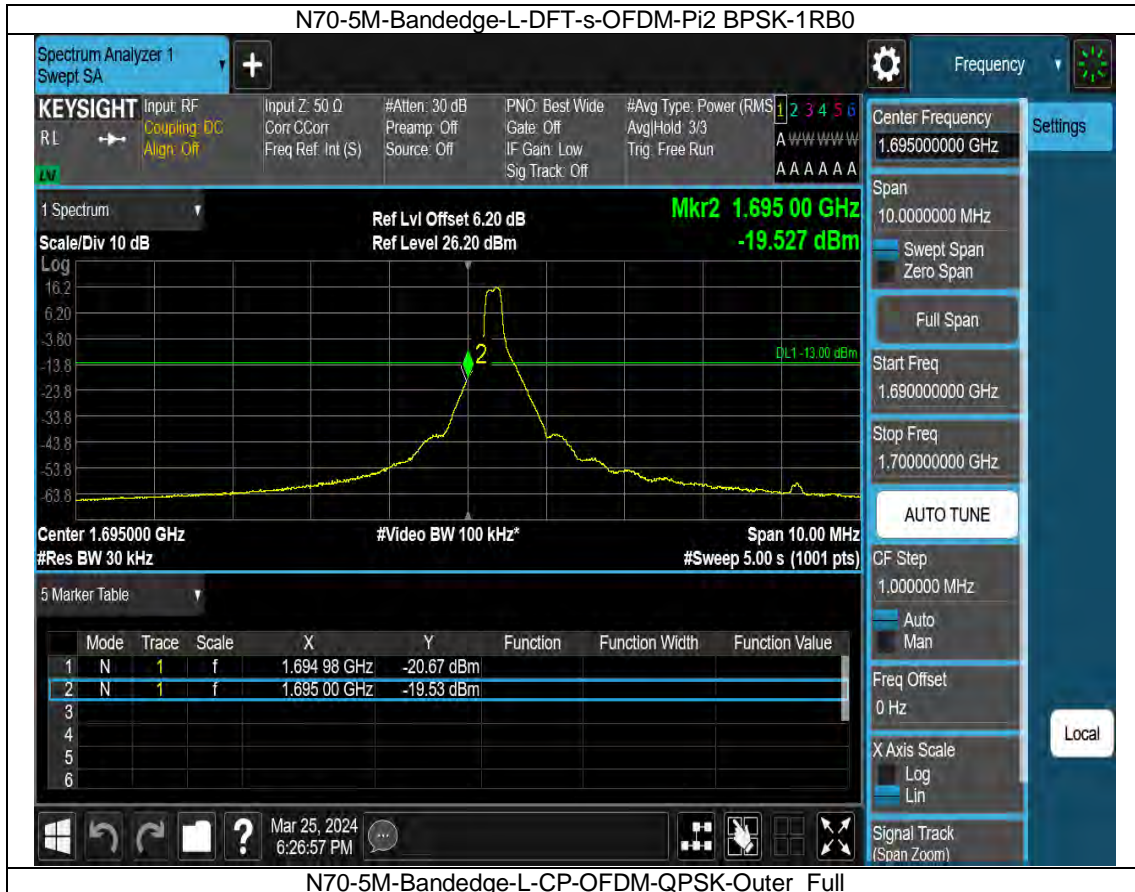 N70-5M-Bandedge-L-DFT-s-OFDM-Pi2 BPSK-1RB0
Spectrum Analyzer 1
Swept SA
+
Frequency
KEYSIGHT
RL
Input: RF
Coupling: DC
Align: Off
Input Z: 50 Ω
Corr CCorr
Freq Ref: Int (S)
#Atten: 30 dB
Preamp: Off
Source: Off
PNO: Best Wide
Gate: Off
IF Gain: Low
Sig Track: Off
#Avg Type: Power (RMS
Avg|Hold: 3/3
Trig: Free Run
1 2 3 4 5 6
A W W W W W
A A A A A A
1 Spectrum
Scale/Div 10 dB
Ref Lvl Offset 6.20 dB
Ref Level 26.20 dBm
Mkr2 1.695 00 GHz
-19.527 dBm
Log
16.2
6.20
-3.80
-13.8
-23.8
-33.8
-43.8
-53.8
-63.8
2
DL1 -13.00 dBm
Center 1.695000 GHz
#Res BW 30 kHz
#Video BW 100 kHz*
Span 10.00 MHz
#Sweep 5.00 s (1001 pts)
5 Marker Table
Mode Trace Scale X Y Function Function Width Function Value
1 N 1 f 1.694 98 GHz -20.67 dBm
2 N 1 f 1.695 00 GHz -19.53 dBm
3
4
5
6
Center Frequency
1.695000000 GHz
Settings
Span
10.0000000 MHz
Swept Span
Zero Span
Full Span
Start Freq
1.690000000 GHz
Stop Freq
1.700000000 GHz
AUTO TUNE
CF Step
1.000000 MHz
Auto
Man
Freq Offset
0 Hz
Local
X Axis Scale
Log
Lin
Signal Track
(Span Zoom)
?
Mar 25, 2024
6:26:57 PM
N70-5M-Bandedge-L-CP-OFDM-QPSK-Outer_Full